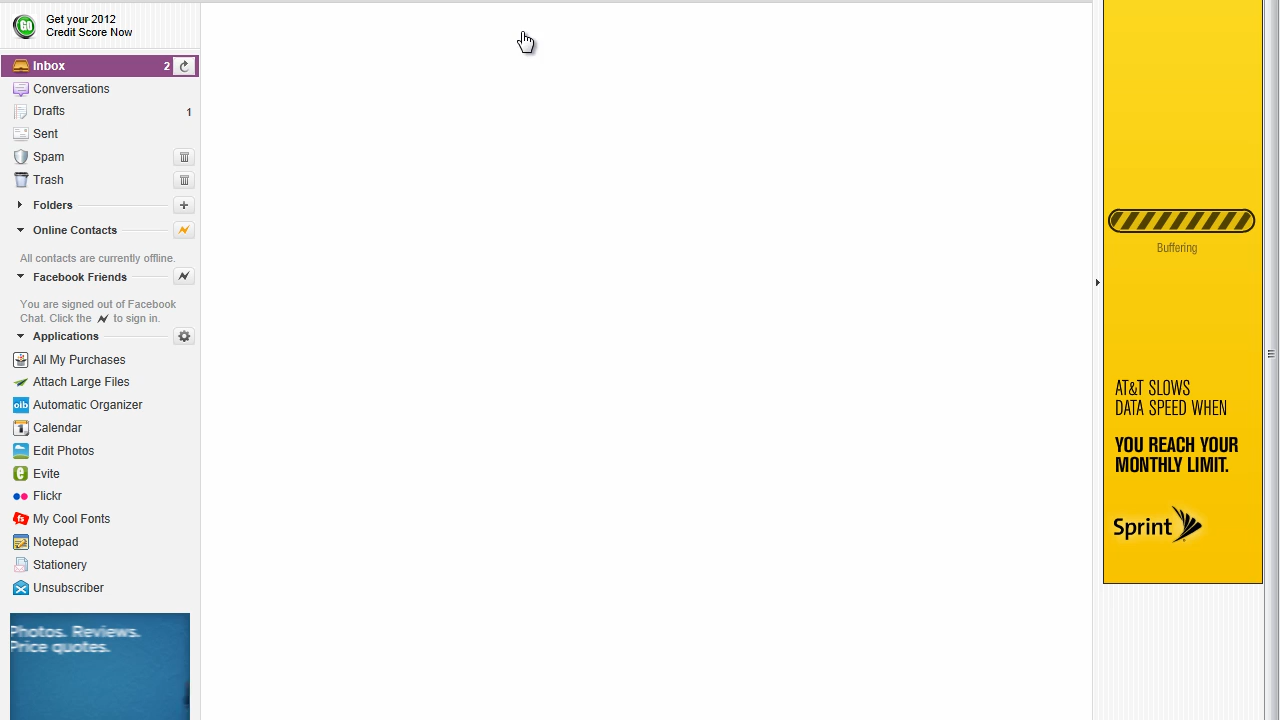 GO
Get your 2012
Credit Score Now
Inbox 2
Conversations
Drafts 1
Sent
Spam
Trash
Folders
Online Contacts
All contacts are currently offline.
Facebook Friends
You are signed out of Facebook
Chat. Click the to sign in.
Applications
All My Purchases
Attach Large Files
oib Automatic Organizer
Calendar
Edit Photos
Evite
Flickr
fs My Cool Fonts
Notepad
Stationery
Unsubscriber
Photos. Reviews.
Price quotes.
Buffering
AT&T SLOWS
DATA SPEED WHEN
YOU REACH YOUR
MONTHLY LIMIT.
Sprint